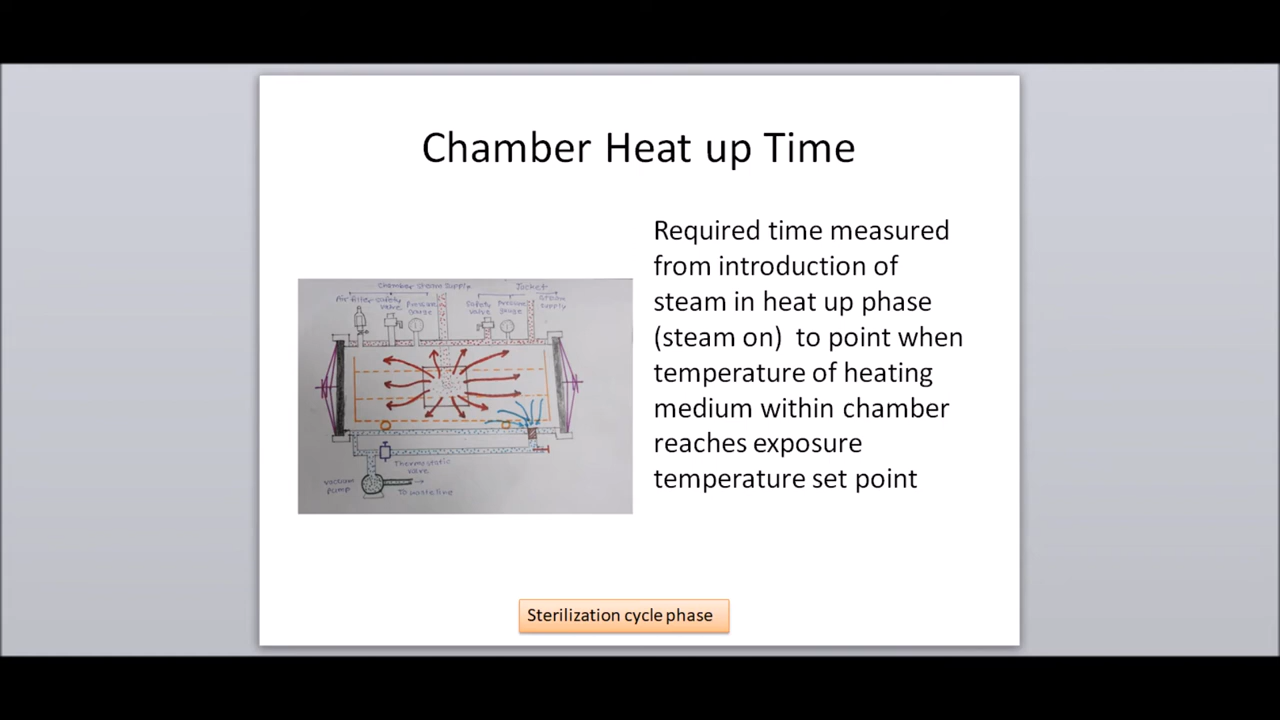 Chamber Heat up Time
Required time measured
from introduction of
steam in heat up phase
(steam on)  to point when
temperature of heating
medium within chamber
reaches exposure
temperature set point
Chamber Steam Supply
Jacket
Air filter
safety
valve
Pressure
Gauge
Safety
valve
Pressure
Gauge
Steam
Supply
Thermostatic
valve
vacuum
pump
To waste line
Sterilization cycle phase